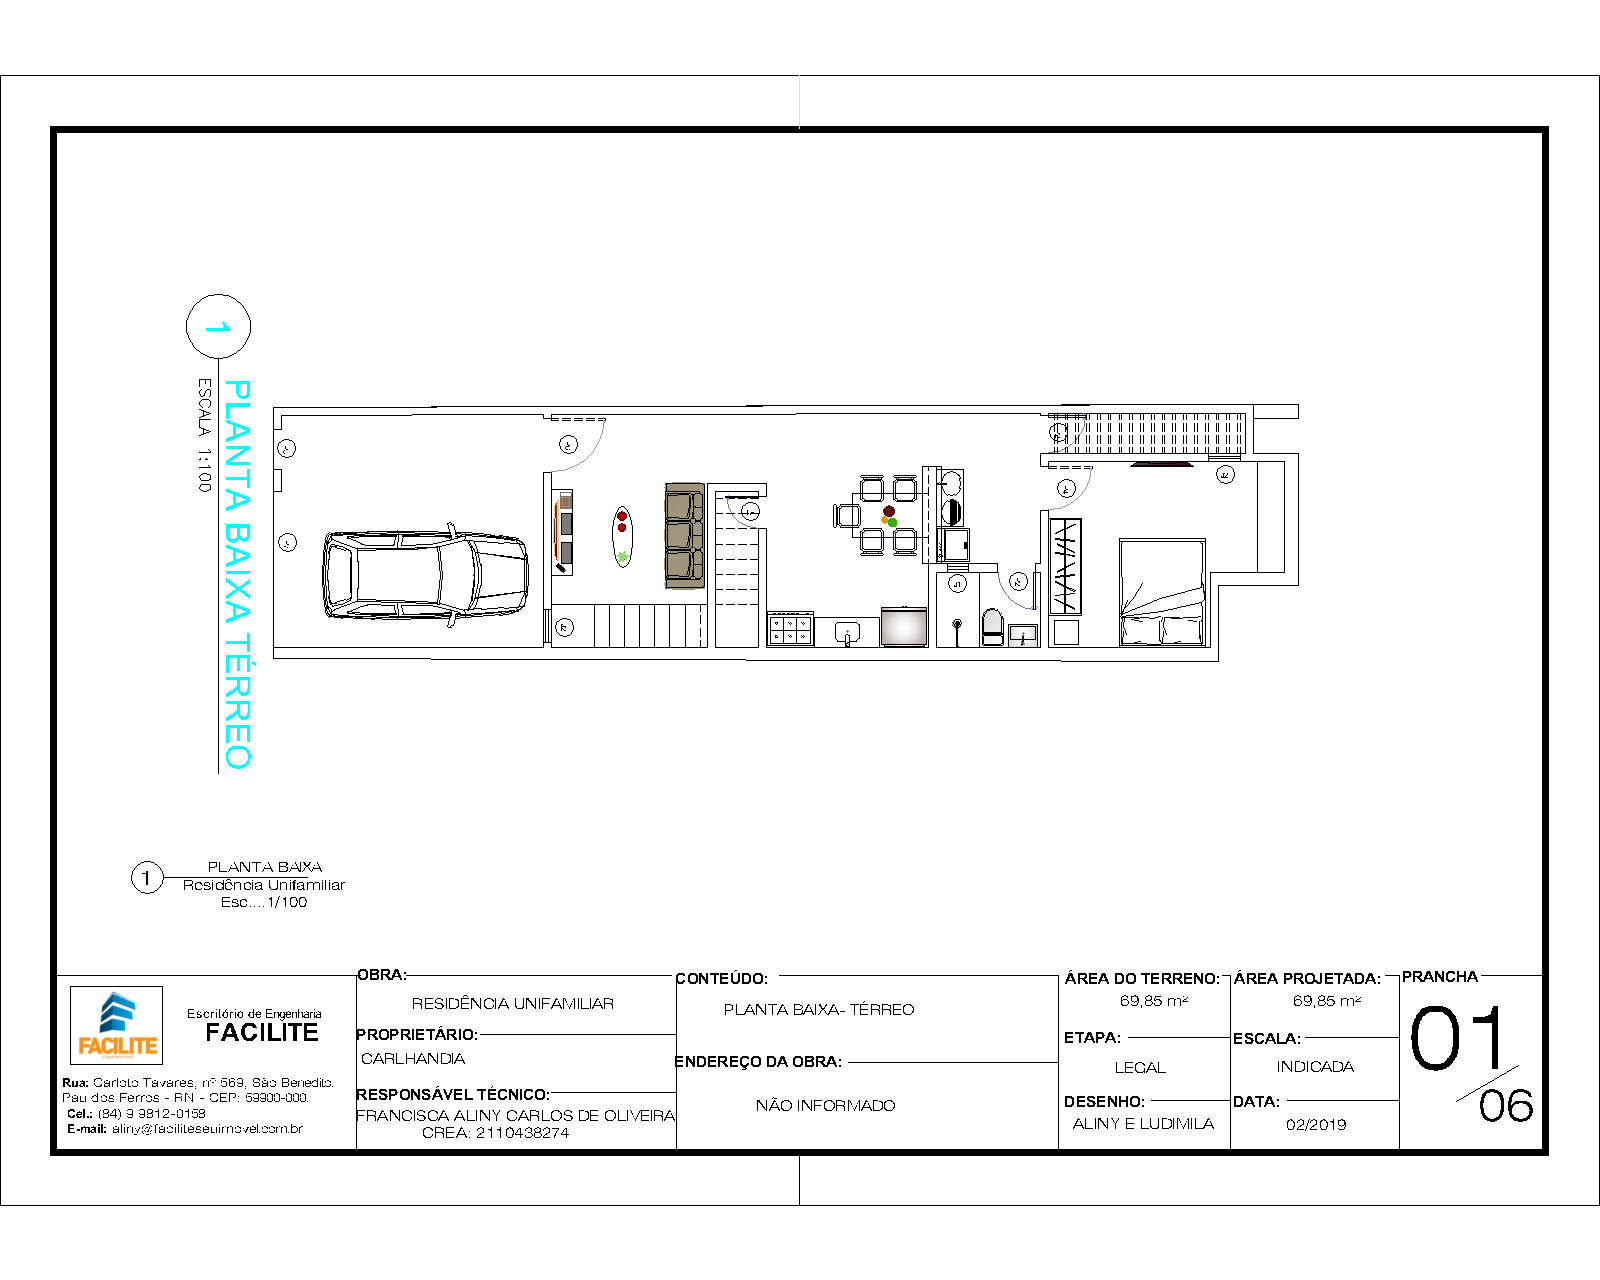 1
PLANTA BAIXA TÉRREO
ESCALA 1:100
1
PLANTA BAIXA
Residência Unifamiliar
Esc....1/100
FACILITE
Escritório de Engenharia
FACILITE
Rua: Carloto Tavares, nº 569, São Benedito.
Pau dos Ferros - RN - CEP: 59900-000.
Cel.: (84) 9 9812-0158
E-mail: aliny@faciliteseuimovel.com.br
OBRA:
RESIDÊNCIA UNIFAMILIAR
PROPRIETÁRIO:
CARLHANDIA
RESPONSÁVEL TÉCNICO:
FRANCISCA ALINY CARLOS DE OLIVEIRA
CREA: 2110438274
CONTEÚDO:
PLANTA BAIXA- TÉRREO
ENDEREÇO DA OBRA:
NÃO INFORMADO
ÁREA DO TERRENO:
69,85 m²
ETAPA:
LEGAL
DESENHO:
ALINY E LUDIMILA
ÁREA PROJETADA:
69,85 m²
ESCALA:
INDICADA
DATA:
02/2019
PRANCHA
01
06